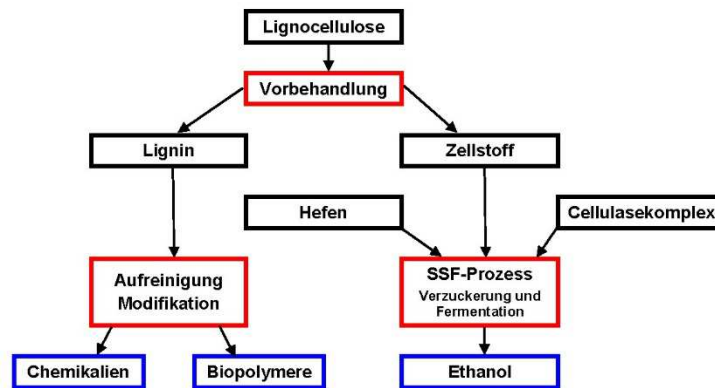 Lignocellulose
Vorbehandlung
Lignin
Zellstoff
Hefen
Cellulasekomplex
Aufreinigung
Modifikation
SSF-Prozess
Verzuckerung und
Fermentation
Chemikalien
Biopolymere
Ethanol